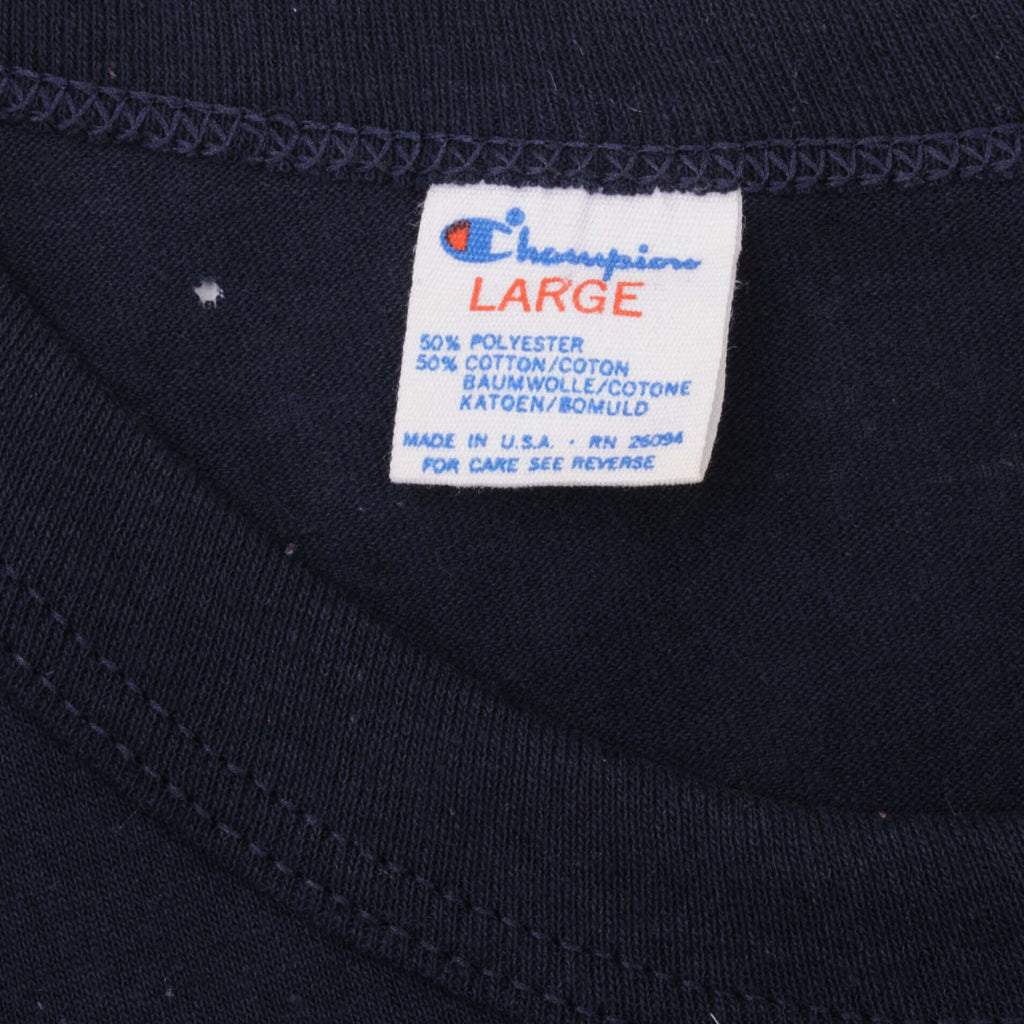 Champion
LARGE
50% POLYESTER
50% COTTON/COTON
BAUMWOLLE/COTONE
KATOEN/BOMULD
MADE IN U.S.A. · RN 26094
FOR CARE SEE REVERSE